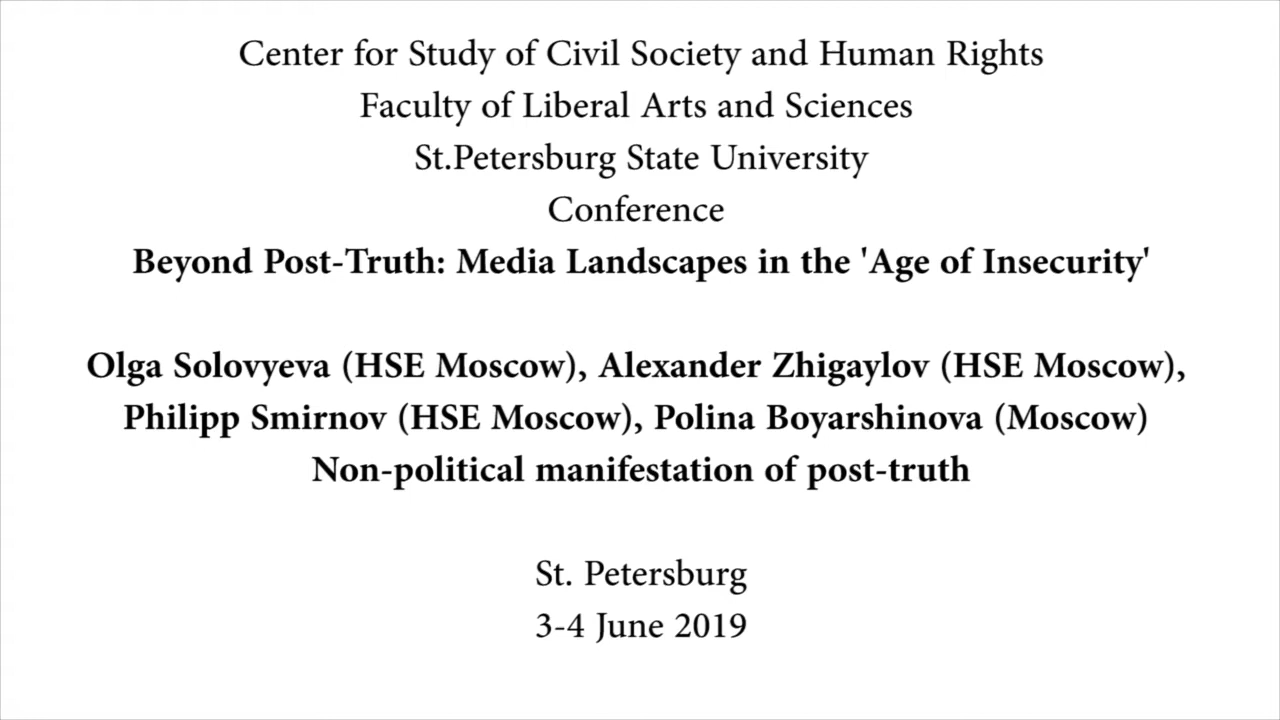 Center for Study of Civil Society and Human Rights
Faculty of Liberal Arts and Sciences
St.Petersburg State University
Conference
Beyond Post-Truth: Media Landscapes in the 'Age of Insecurity'
Olga Solovyeva (HSE Moscow), Alexander Zhigaylov (HSE Moscow),
Philipp Smirnov (HSE Moscow), Polina Boyarshinova (Moscow)
Non-political manifestation of post-truth
St. Petersburg
3-4 June 2019